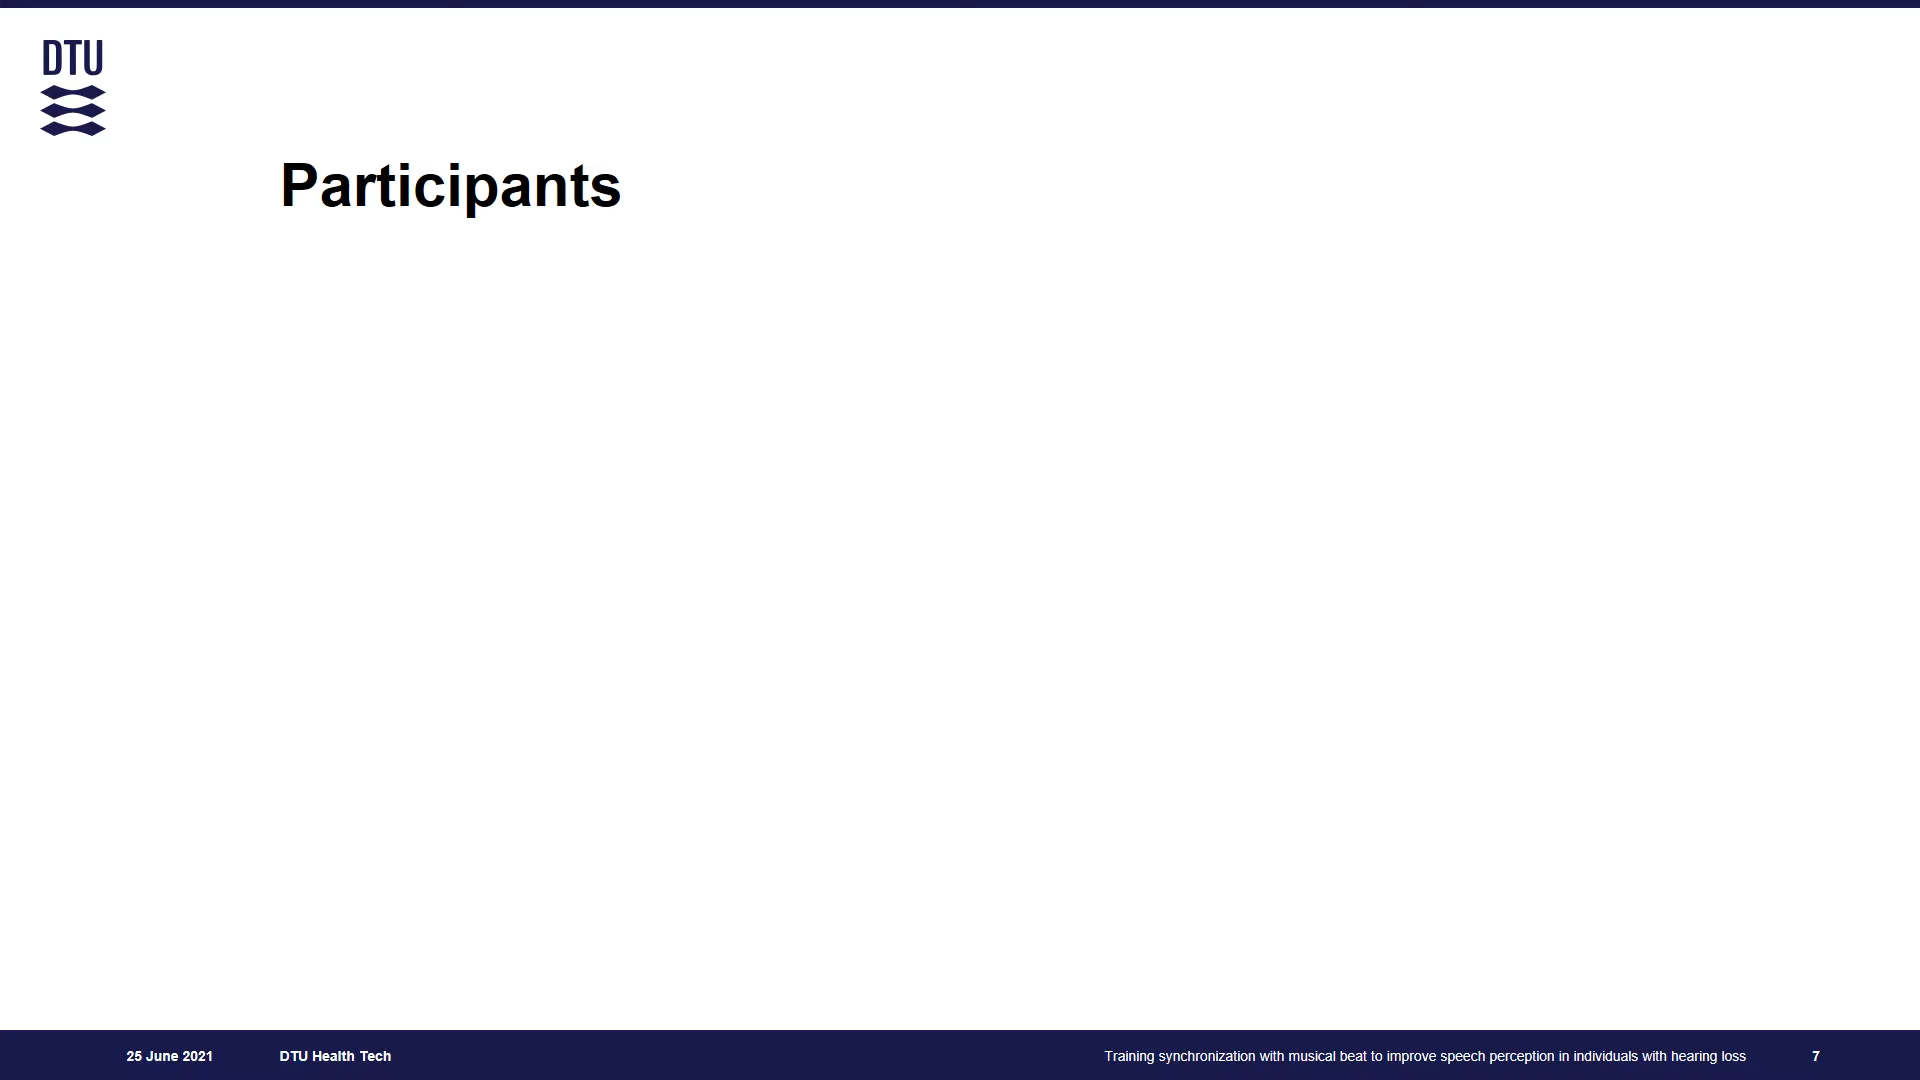 DTU
Participants
25 June 2021
DTU Health Tech
Training synchronization with musical beat to improve speech perception in individuals with hearing loss
7